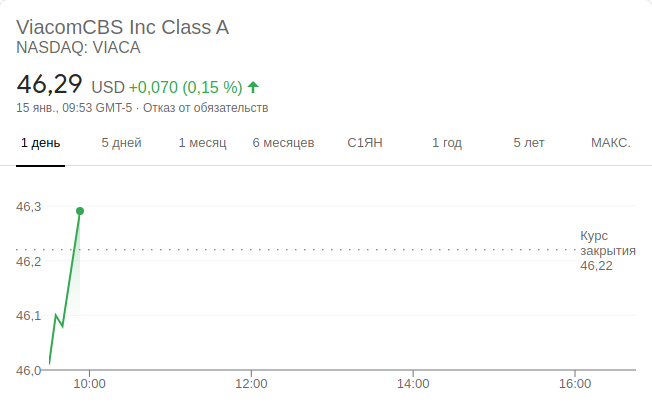 ViacomCBS Inc Class A
NASDAQ: VIACA
46,29 USD +0,070 (0,15 %)
15 янв., 09:53 GMT-5 · Отказ от обязательств
1 день 5 дней 1 месяц 6 месяцев С1ЯН 1 год 5 лет МАКС.
46,3
Курс
закрытия
46,22
46,2
46,1
46,0
10:00 12:00 14:00 16:00